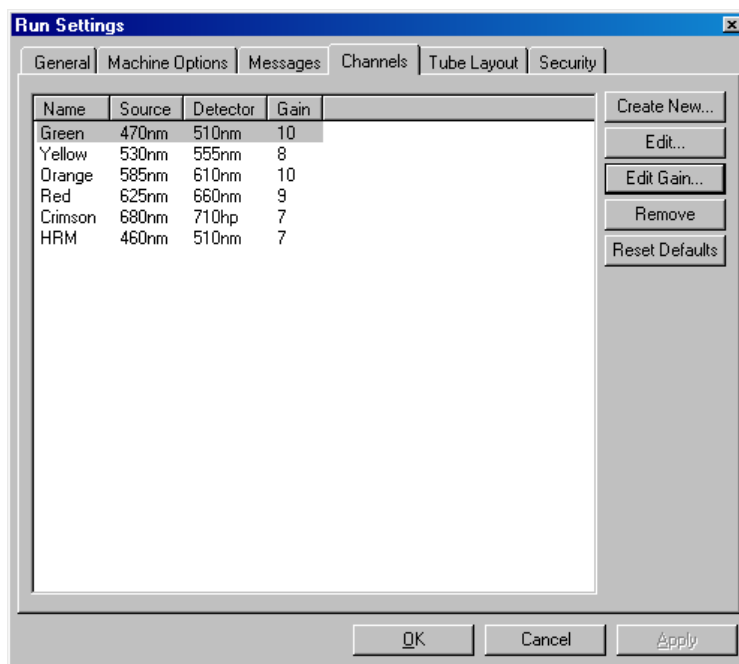 Run Settings
General Machine Options Messages Channels Tube Layout Security
Name Source Detector Gain
Green 470nm 510nm 10
Yellow 530nm 555nm 8
Orange 585nm 610nm 10
Red 625nm 660nm 9
Crimson 680nm 710hp 7
HRM 460nm 510nm 7
Create New...
Edit...
Edit Gain...
Remove
Reset Defaults
OK Cancel Apply